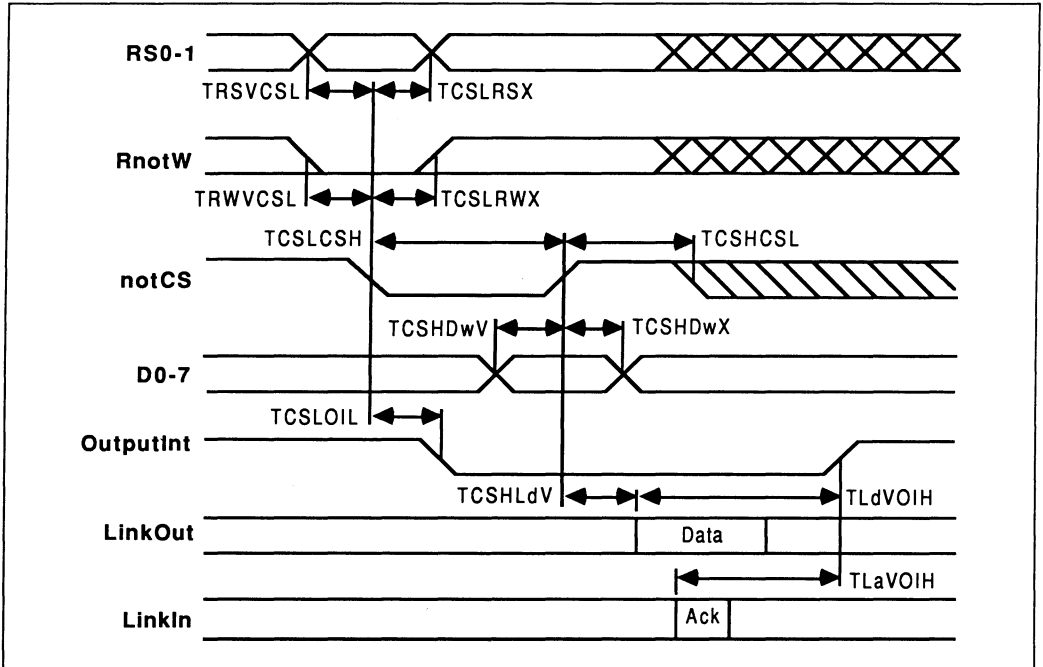 RS0-1
TRSVCSL
TCSLRSX
RnotW
TRWVCSL
TCSLRWX
TCSLCSH
TCSHCSL
notCS
TCSHDwV
TCSHDwX
D0-7
TCSLOIL
OutputInt
TCSHLdV
TLdVOIH
LinkOut
Data
TLaVOIH
LinkIn
Ack